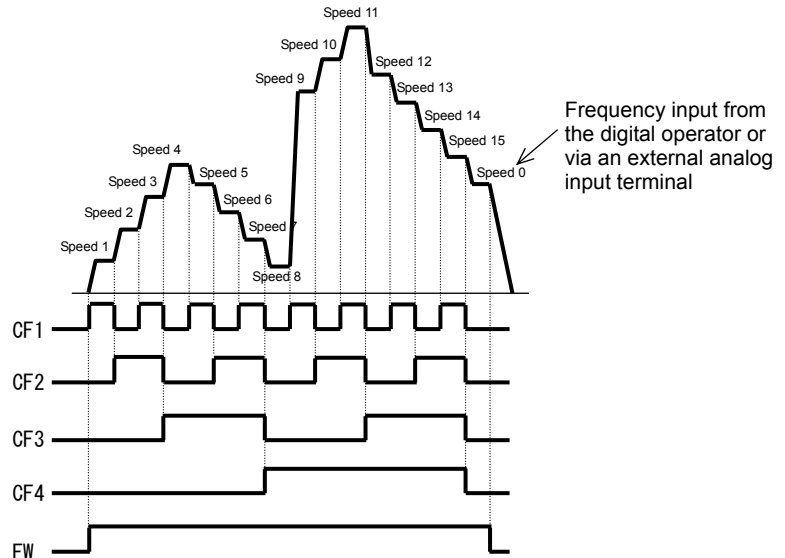 Speed 11
Speed 10
Speed 12
Speed 9
Speed 13
Speed 14
Speed 4
Speed 15
Speed 3
Speed 5
Speed 0
Speed 2
Speed 6
Speed 1
Speed 7
Speed 8
Frequency input from
the digital operator or
via an external analog
input terminal
CF1
CF2
CF3
CF4
FW